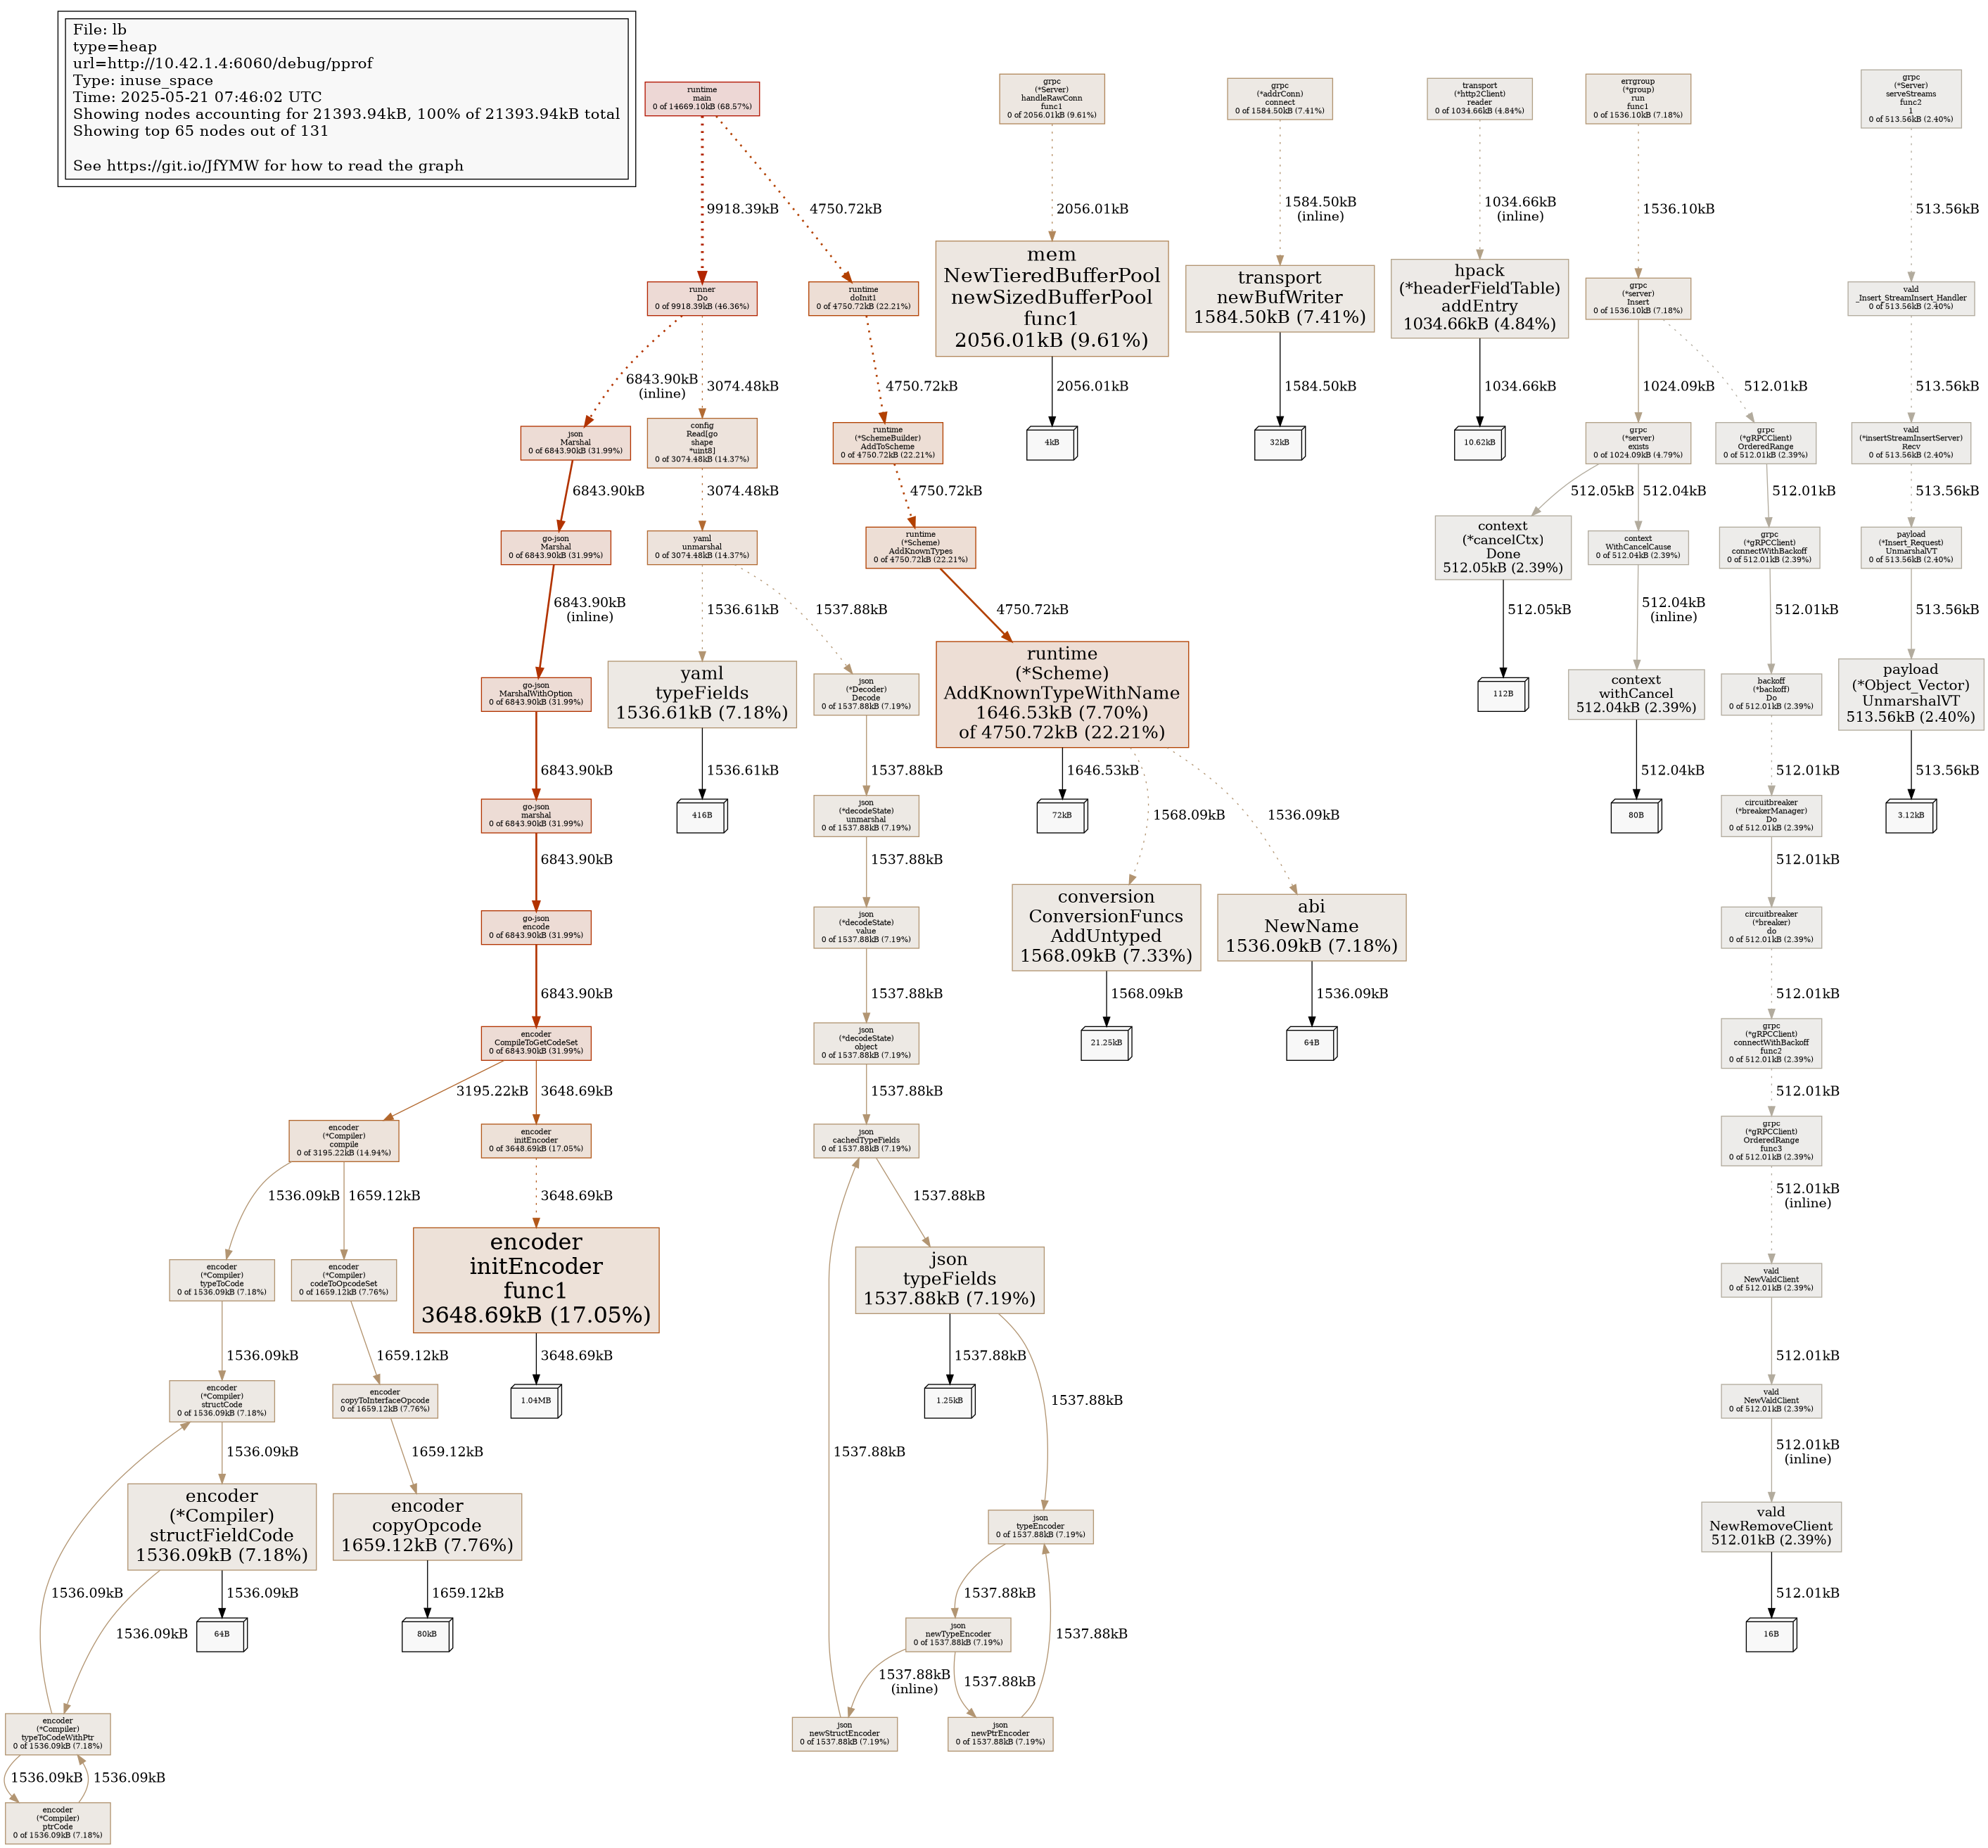 File: lb
type=heap
url=http://10.42.1.4:6060/debug/pprof
Type: inuse_space
Time: 2025-05-21 07:46:02 UTC
Showing nodes accounting for 21393.94kB, 100% of 21393.94kB total
Showing top 65 nodes out of 131
See https://git.io/JfYMW for how to read the graph
runtime
main
0 of 14669.10kB (68.57%)
grpc
(*Server)
handleRawConn
func1
0 of 2056.01kB (9.61%)
grpc
(*addrConn)
connect
0 of 1584.50kB (7.41%)
transport
(*http2Client)
reader
0 of 1034.66kB (4.84%)
errgroup
(*group)
run
func1
0 of 1536.10kB (7.18%)
grpc
(*Server)
serveStreams
func2
1
0 of 513.56kB (2.40%)
9918.39kB
4750.72kB
2056.01kB
1584.50kB
(inline)
1034.66kB
(inline)
1536.10kB
513.56kB
runner
Do
0 of 9918.39kB (46.36%)
runtime
doInit1
0 of 4750.72kB (22.21%)
mem
NewTieredBufferPool
newSizedBufferPool
func1
2056.01kB (9.61%)
transport
newBufWriter
1584.50kB (7.41%)
hpack
(*headerFieldTable)
addEntry
1034.66kB (4.84%)
grpc
(*server)
Insert
0 of 1536.10kB (7.18%)
vald
_Insert_StreamInsert_Handler
0 of 513.56kB (2.40%)
6843.90kB
(inline)
3074.48kB
4750.72kB
2056.01kB
1584.50kB
1034.66kB
1024.09kB
512.01kB
513.56kB
json
Marshal
0 of 6843.90kB (31.99%)
config
Read[go
shape
*uint8]
0 of 3074.48kB (14.37%)
runtime
(*SchemeBuilder)
AddToScheme
0 of 4750.72kB (22.21%)
4kB
32kB
10.62kB
grpc
(*server)
exists
0 of 1024.09kB (4.79%)
grpc
(*gRPCClient)
OrderedRange
0 of 512.01kB (2.39%)
vald
(*insertStreamInsertServer)
Recv
0 of 513.56kB (2.40%)
6843.90kB
3074.48kB
4750.72kB
512.05kB
512.04kB
512.01kB
513.56kB
go-json
Marshal
0 of 6843.90kB (31.99%)
yaml
unmarshal
0 of 3074.48kB (14.37%)
runtime
(*Scheme)
AddKnownTypes
0 of 4750.72kB (22.21%)
context
(*cancelCtx)
Done
512.05kB (2.39%)
context
WithCancelCause
0 of 512.04kB (2.39%)
grpc
(*gRPCClient)
connectWithBackoff
0 of 512.01kB (2.39%)
payload
(*Insert_Request)
UnmarshalVT
0 of 513.56kB (2.40%)
6843.90kB
(inline)
1536.61kB
1537.88kB
4750.72kB
512.05kB
512.04kB
(inline)
512.01kB
513.56kB
go-json
MarshalWithOption
0 of 6843.90kB (31.99%)
yaml
typeFields
1536.61kB (7.18%)
json
(*Decoder)
Decode
0 of 1537.88kB (7.19%)
runtime
(*Scheme)
AddKnownTypeWithName
1646.53kB (7.70%)
of 4750.72kB (22.21%)
112B
context
withCancel
512.04kB (2.39%)
backoff
(*backoff)
Do
0 of 512.01kB (2.39%)
payload
(*Object_Vector)
UnmarshalVT
513.56kB (2.40%)
6843.90kB
1536.61kB
1537.88kB
1646.53kB
1568.09kB
1536.09kB
512.04kB
512.01kB
513.56kB
go-json
marshal
0 of 6843.90kB (31.99%)
416B
json
(*decodeState)
unmarshal
0 of 1537.88kB (7.19%)
72kB
80B
circuitbreaker
(*breakerManager)
Do
0 of 512.01kB (2.39%)
3.12kB
6843.90kB
1537.88kB
512.01kB
go-json
encode
0 of 6843.90kB (31.99%)
json
(*decodeState)
value
0 of 1537.88kB (7.19%)
conversion
ConversionFuncs
AddUntyped
1568.09kB (7.33%)
abi
NewName
1536.09kB (7.18%)
circuitbreaker
(*breaker)
do
0 of 512.01kB (2.39%)
6843.90kB
1537.88kB
1568.09kB
1536.09kB
512.01kB
encoder
CompileToGetCodeSet
0 of 6843.90kB (31.99%)
json
(*decodeState)
object
0 of 1537.88kB (7.19%)
21.25kB
64B
grpc
(*gRPCClient)
connectWithBackoff
func2
0 of 512.01kB (2.39%)
3195.22kB
3648.69kB
1537.88kB
512.01kB
encoder
(*Compiler)
compile
0 of 3195.22kB (14.94%)
encoder
initEncoder
0 of 3648.69kB (17.05%)
json
cachedTypeFields
0 of 1537.88kB (7.19%)
grpc
(*gRPCClient)
OrderedRange
func3
0 of 512.01kB (2.39%)
1536.09kB
1659.12kB
3648.69kB
1537.88kB
512.01kB
(inline)
encoder
(*Compiler)
typeToCode
0 of 1536.09kB (7.18%)
encoder
(*Compiler)
codeToOpcodeSet
0 of 1659.12kB (7.76%)
encoder
initEncoder
func1
3648.69kB (17.05%)
json
typeFields
1537.88kB (7.19%)
vald
NewValdClient
0 of 512.01kB (2.39%)
1536.09kB
1659.12kB
3648.69kB
1537.88kB
1537.88kB
512.01kB
encoder
(*Compiler)
structCode
0 of 1536.09kB (7.18%)
encoder
copyToInterfaceOpcode
0 of 1659.12kB (7.76%)
1.04MB
1.25kB
vald
NewValdClient
0 of 512.01kB (2.39%)
1536.09kB
1659.12kB
1537.88kB
512.01kB
(inline)
encoder
(*Compiler)
structFieldCode
1536.09kB (7.18%)
encoder
copyOpcode
1659.12kB (7.76%)
json
typeEncoder
0 of 1537.88kB (7.19%)
vald
NewRemoveClient
512.01kB (2.39%)
1536.09kB
1536.09kB
1536.09kB
1659.12kB
1537.88kB
1537.88kB
512.01kB
64B
80kB
json
newTypeEncoder
0 of 1537.88kB (7.19%)
16B
1537.88kB
(inline)
1537.88kB
encoder
(*Compiler)
typeToCodeWithPtr
0 of 1536.09kB (7.18%)
json
newStructEncoder
0 of 1537.88kB (7.19%)
json
newPtrEncoder
0 of 1537.88kB (7.19%)
1536.09kB
1536.09kB
encoder
(*Compiler)
ptrCode
0 of 1536.09kB (7.18%)